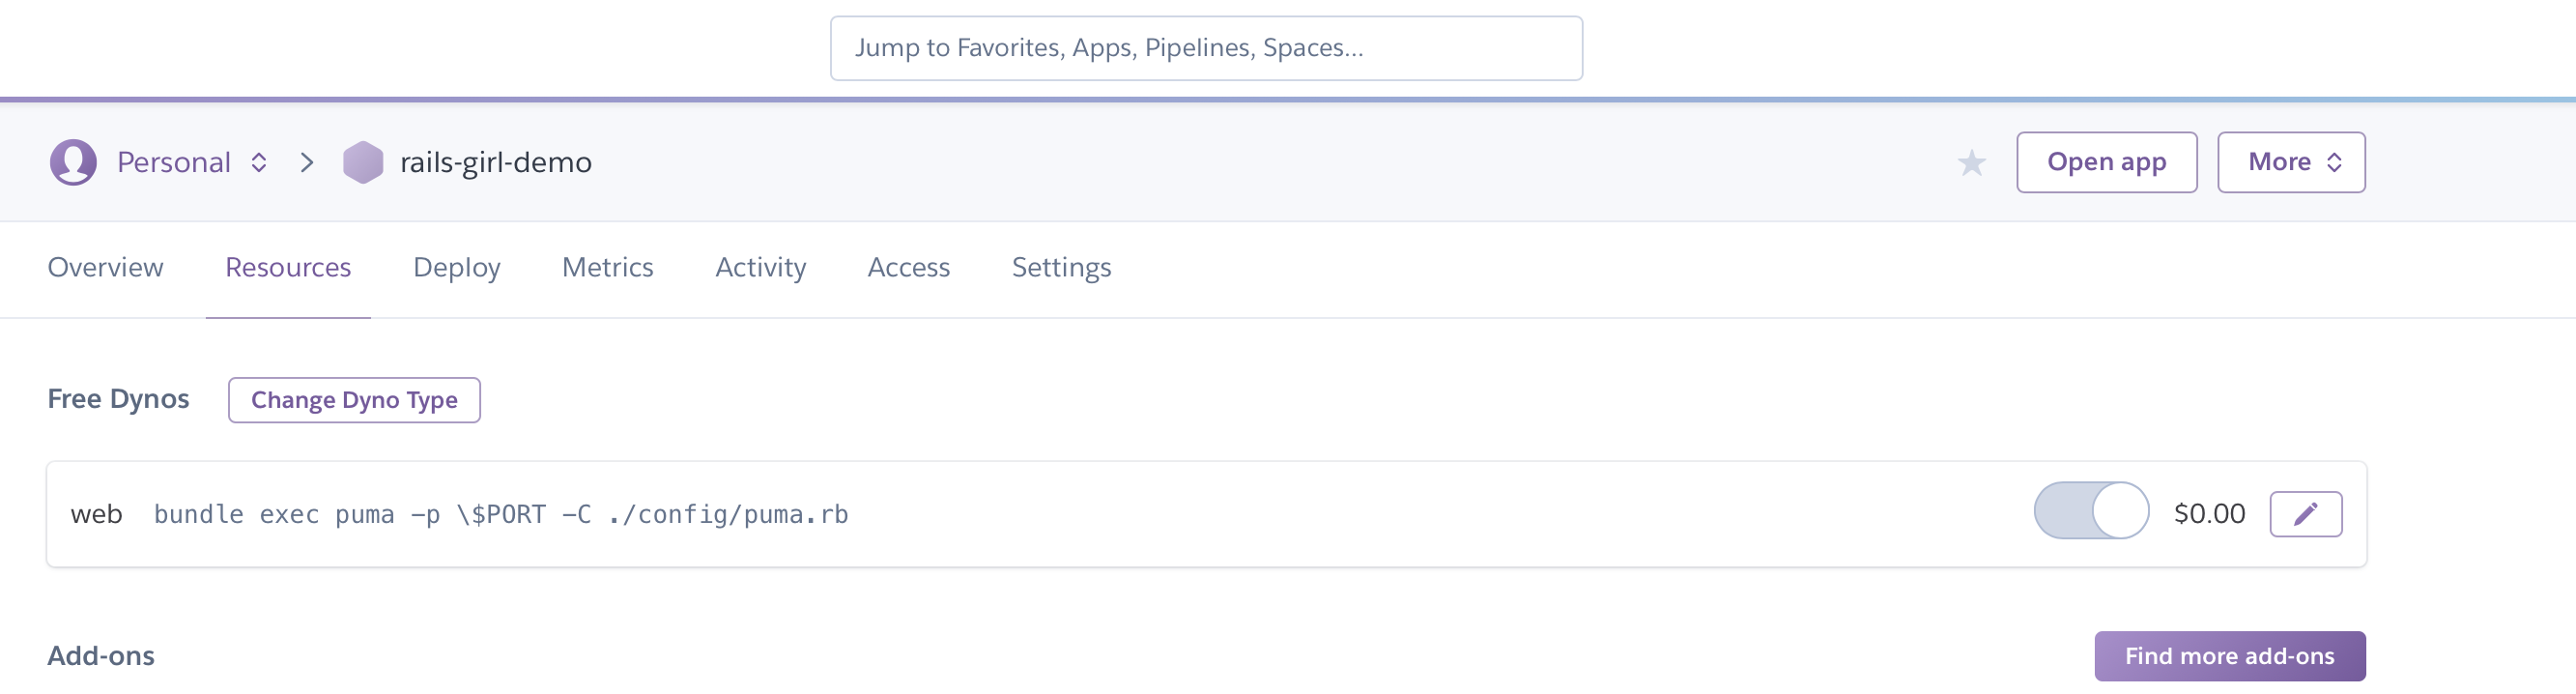 Jump to Favorites, Apps, Pipelines, Spaces...
Personal rails-girl-demo Open app More
Overview Resources Deploy Metrics Activity Access Settings
Free Dynos Change Dyno Type
web bundle exec puma -p \$PORT -C ./config/puma.rb $0.00
Add-ons Find more add-ons